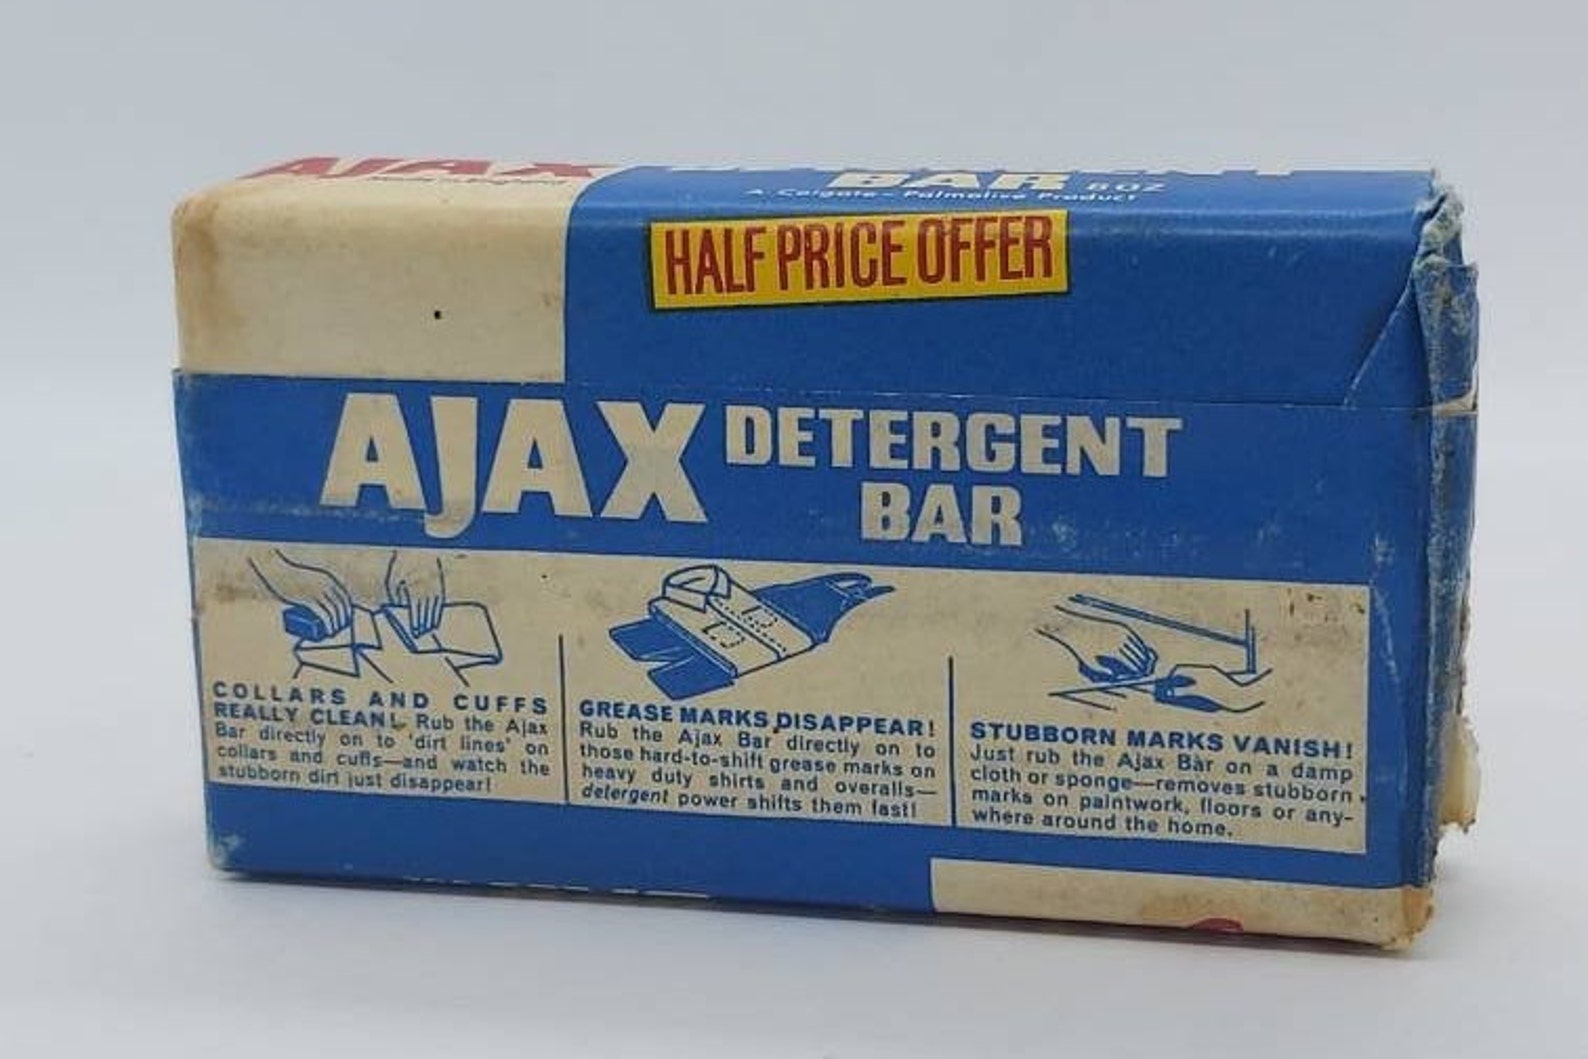 AJAX DETERGENT
BAR 8 OZ
A Colgate-Palmolive Product
HALF PRICE OFFER
AJAX DETERGENT
BAR
COLLARS AND CUFFS
REALLY CLEAN! Rub the Ajax
Bar directly on to 'dirt lines' on
collars and cuffs—and watch the
stubborn dirt just disappear!
GREASE MARKS DISAPPEAR!
Rub the Ajax Bar directly on to
those hard-to-shift grease marks on
heavy duty shirts and overalls—
detergent power shifts them fast!
STUBBORN MARKS VANISH!
Just rub the Ajax Bar on a damp
cloth or sponge—removes stubborn
marks on paintwork, floors or any-
where around the home.